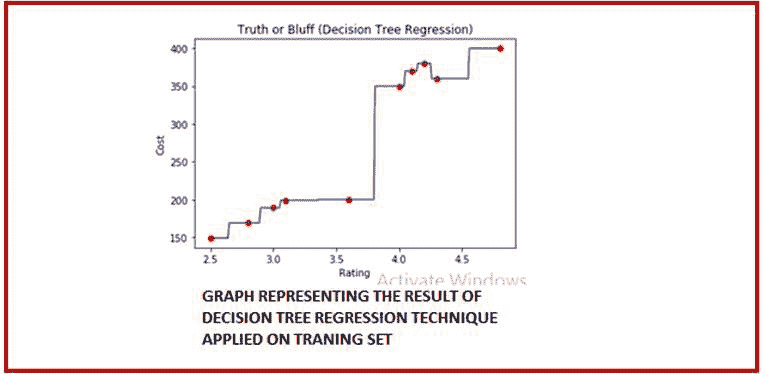 Truth or Bluff (Decision Tree Regression)
400
350
300
250
200
150
Cost
2.5 3.0 3.5 4.0 4.5
Rating
Activate Windows
GRAPH REPRESENTING THE RESULT OF
DECISION TREE REGRESSION TECHNIQUE
APPLIED ON TRANING SET